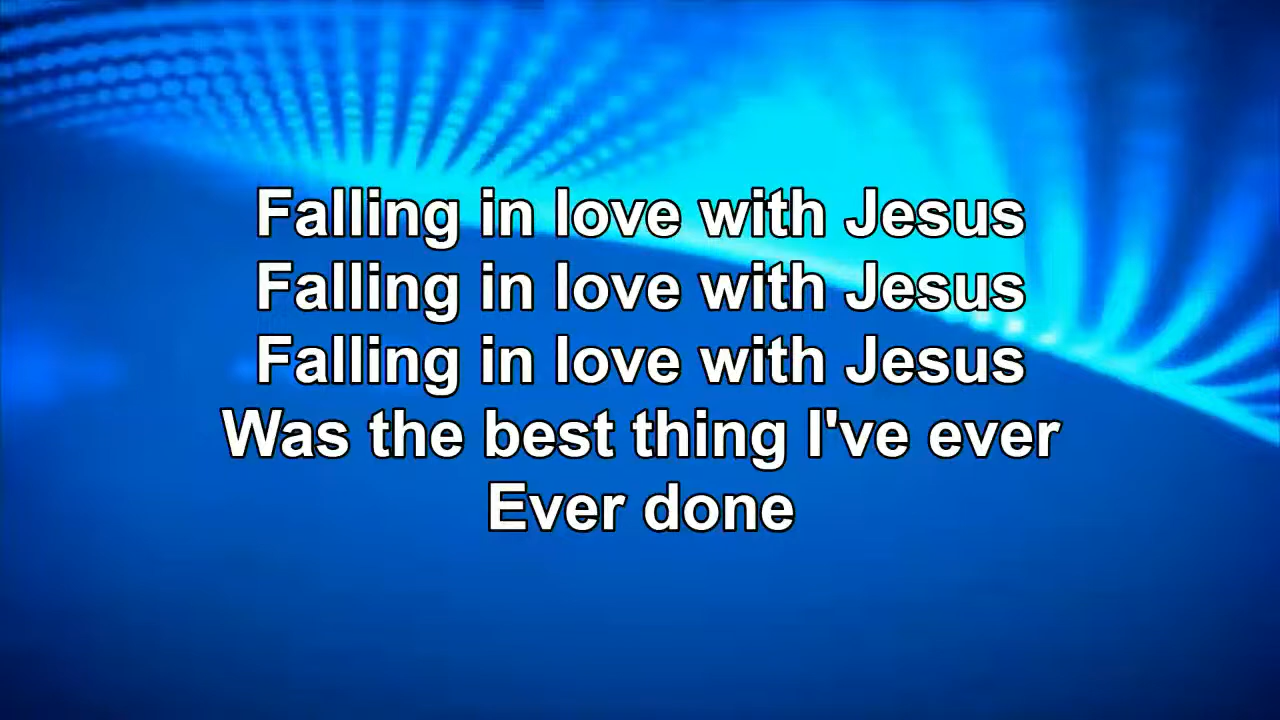 Falling in love with Jesus
Falling in love with Jesus
Falling in love with Jesus
Was the best thing I've ever
Ever done